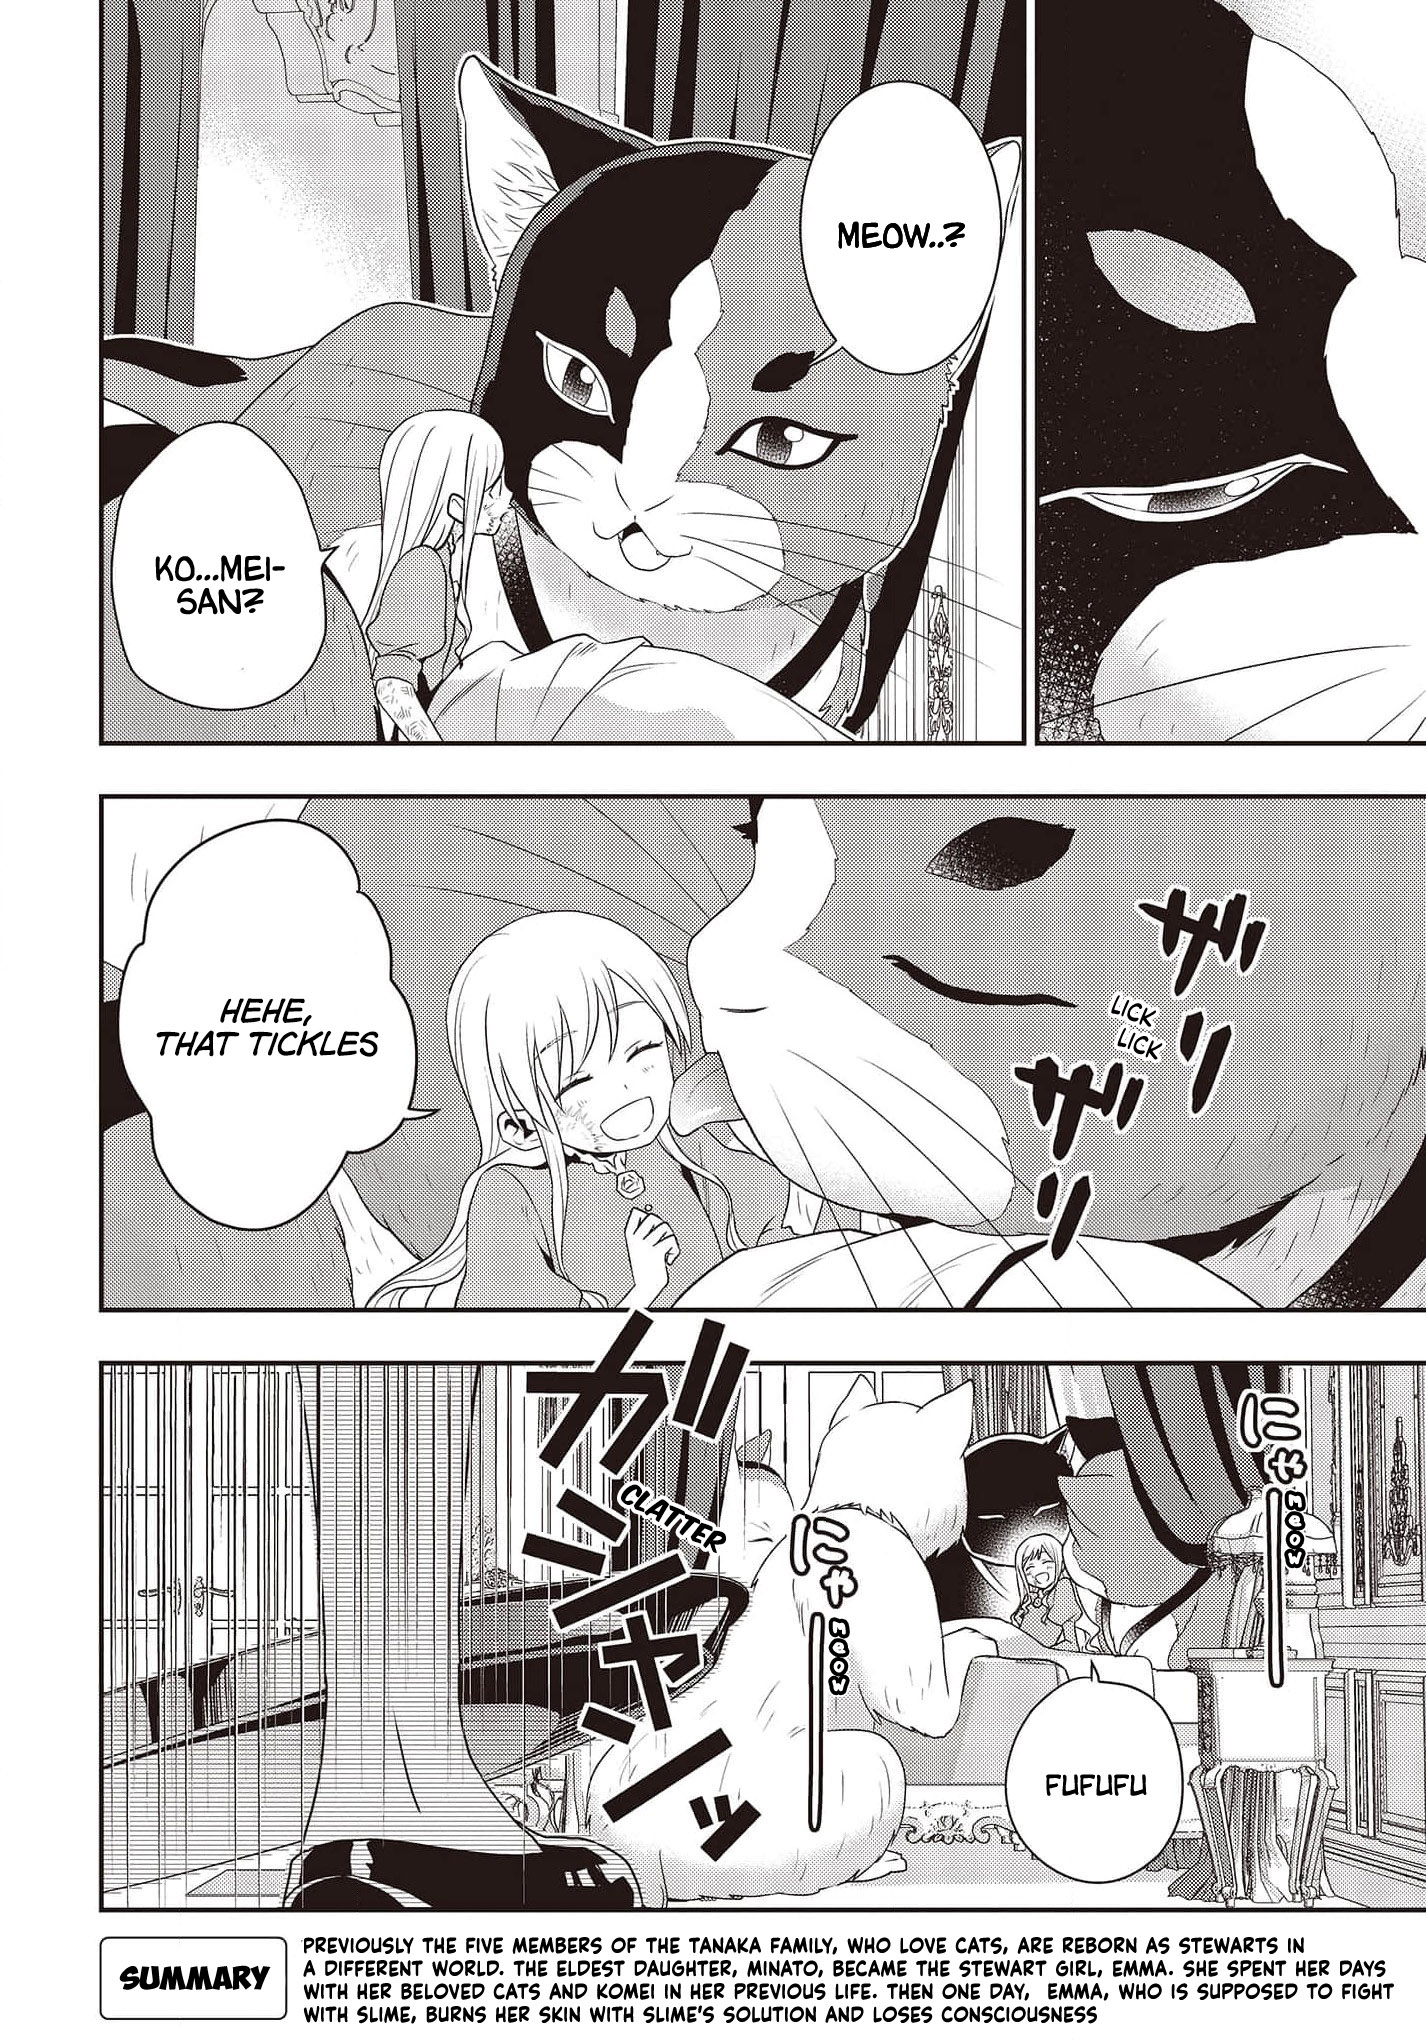 MEOW..?
KO...MEI-
SAN?
ザリ
LICK
LICK
ザリ
HEHE,
THAT TICKLES
にゃー
MEOW
ガシャーンッ
CLATTER
にゃー
MEOW
FUFUFU
SUMMARY
PREVIOUSLY THE FIVE MEMBERS OF THE TANAKA FAMILY, WHO LOVE CATS, ARE REBORN AS STEWARTS IN
A DIFFERENT WORLD. THE ELDEST DAUGHTER, MINATO, BECAME THE STEWART GIRL, EMMA. SHE SPENT HER DAYS
WITH HER BELOVED CATS AND KOMEI IN HER PREVIOUS LIFE. THEN ONE DAY, EMMA, WHO IS SUPPOSED TO FIGHT
WITH SLIME, BURNS HER SKIN WITH SLIME'S SOLUTION AND LOSES CONSCIOUSNESS